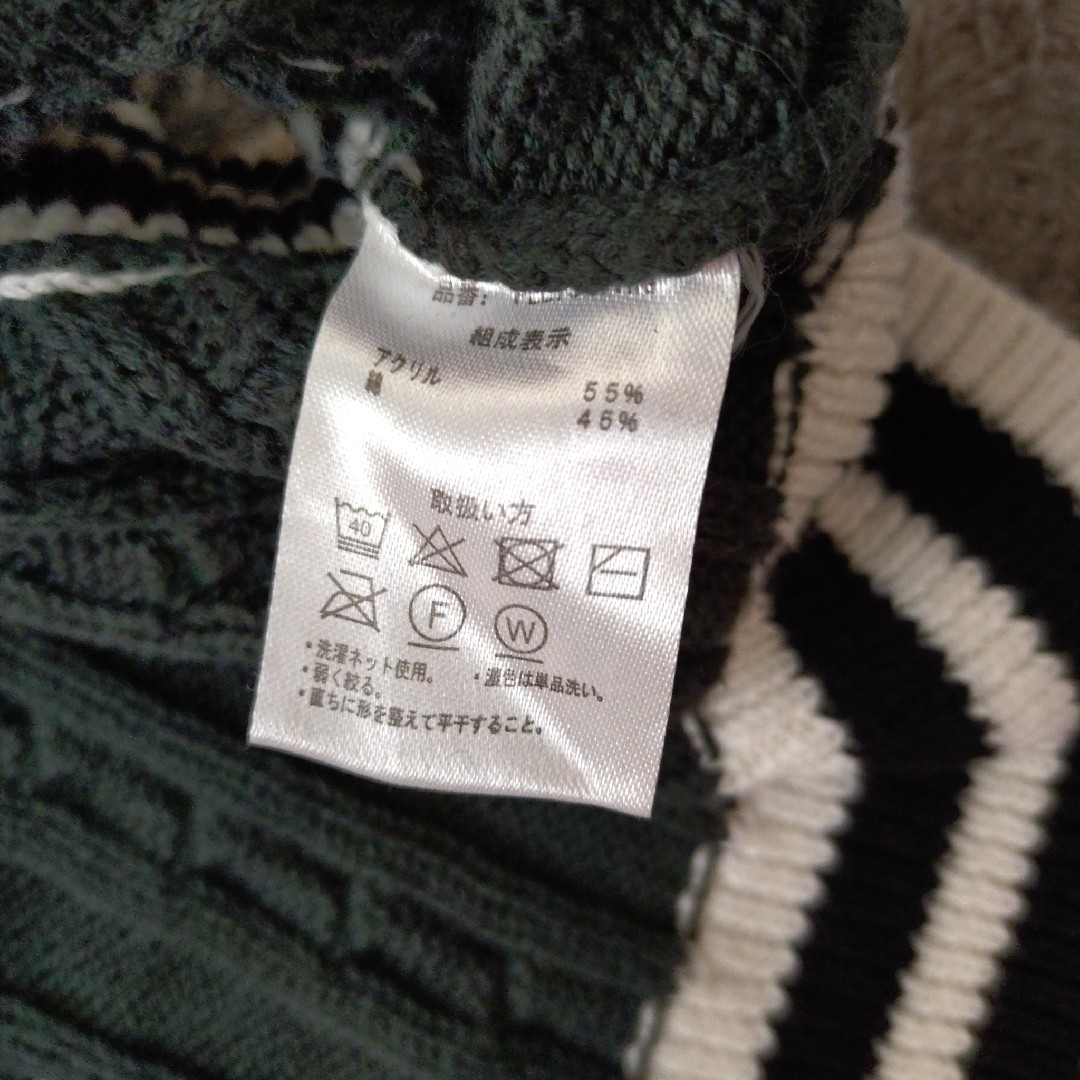 品番:
組成表示
アクリル 55%
綿 45%
取扱い方
40
F W
・洗濯ネット使用。 ・濃色は単品洗い。
・弱く絞る。
・直ちに形を整えて平干すること。